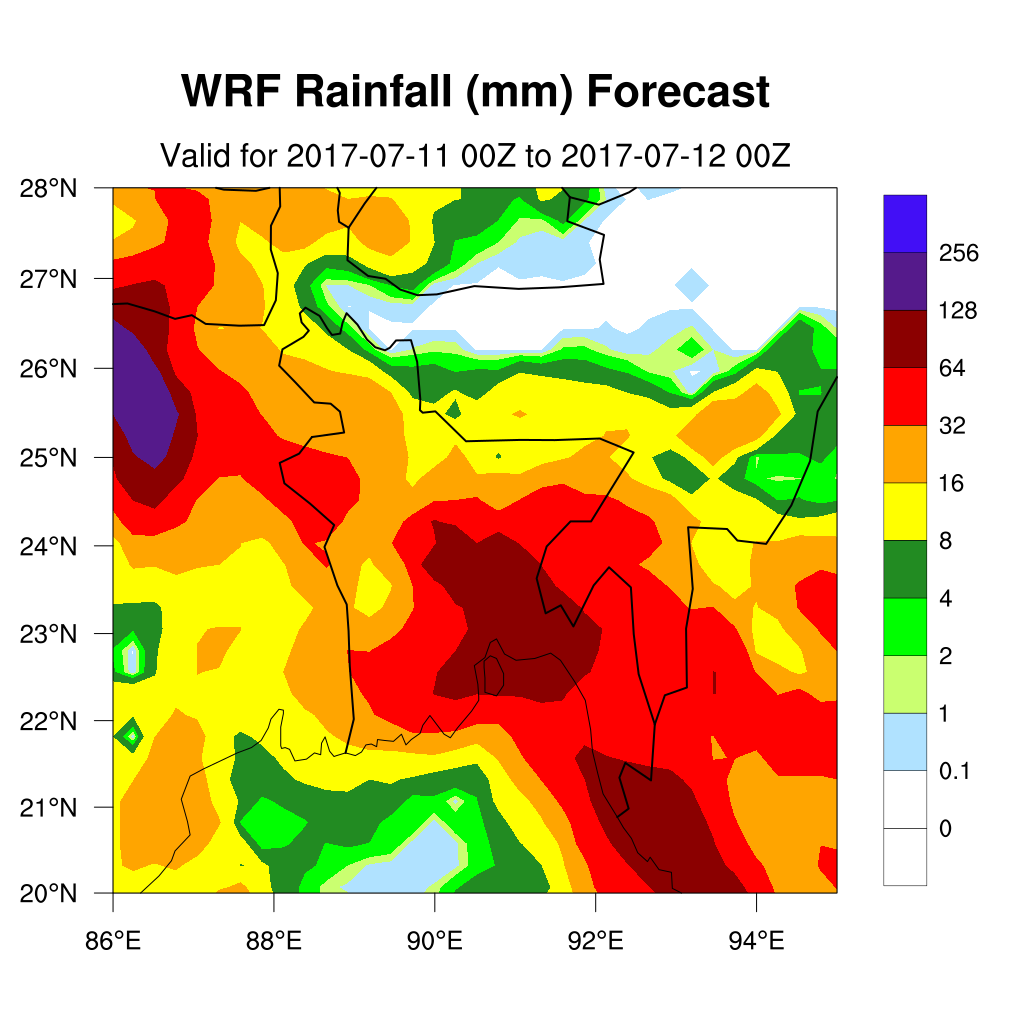 WRF Rainfall (mm) Forecast
Valid for 2017-07-11 00Z to 2017-07-12 00Z
28°N
27°N
26°N
25°N
24°N
23°N
22°N
21°N
20°N
86°E
88°E
90°E
92°E
94°E
256
128
64
32
16
8
4
2
1
0.1
0